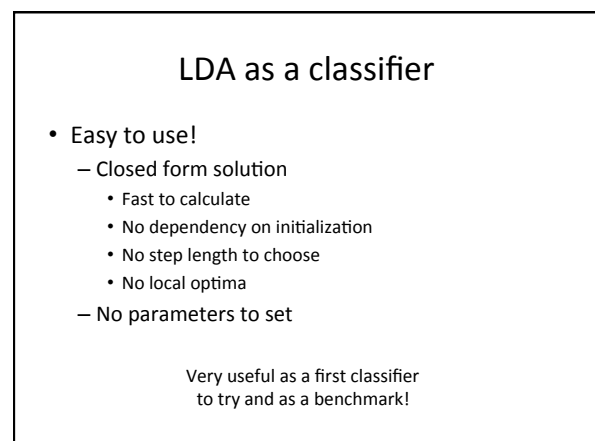 LDA as a classifier
• Easy to use!
– Closed form solution
• Fast to calculate
• No dependency on initialization
• No step length to choose
• No local optima
– No parameters to set
Very useful as a first classifier
to try and as a benchmark!